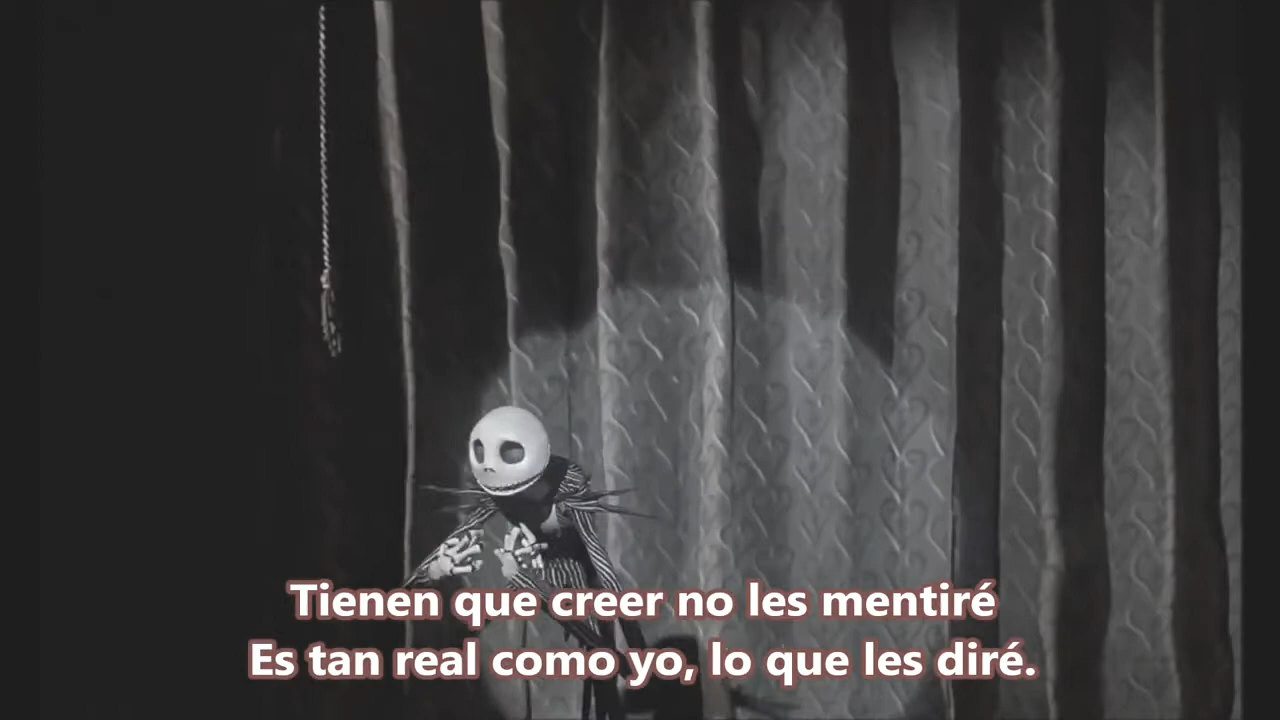 Tienen que creer no les mentiré
Es tan real como yo, lo que les diré.